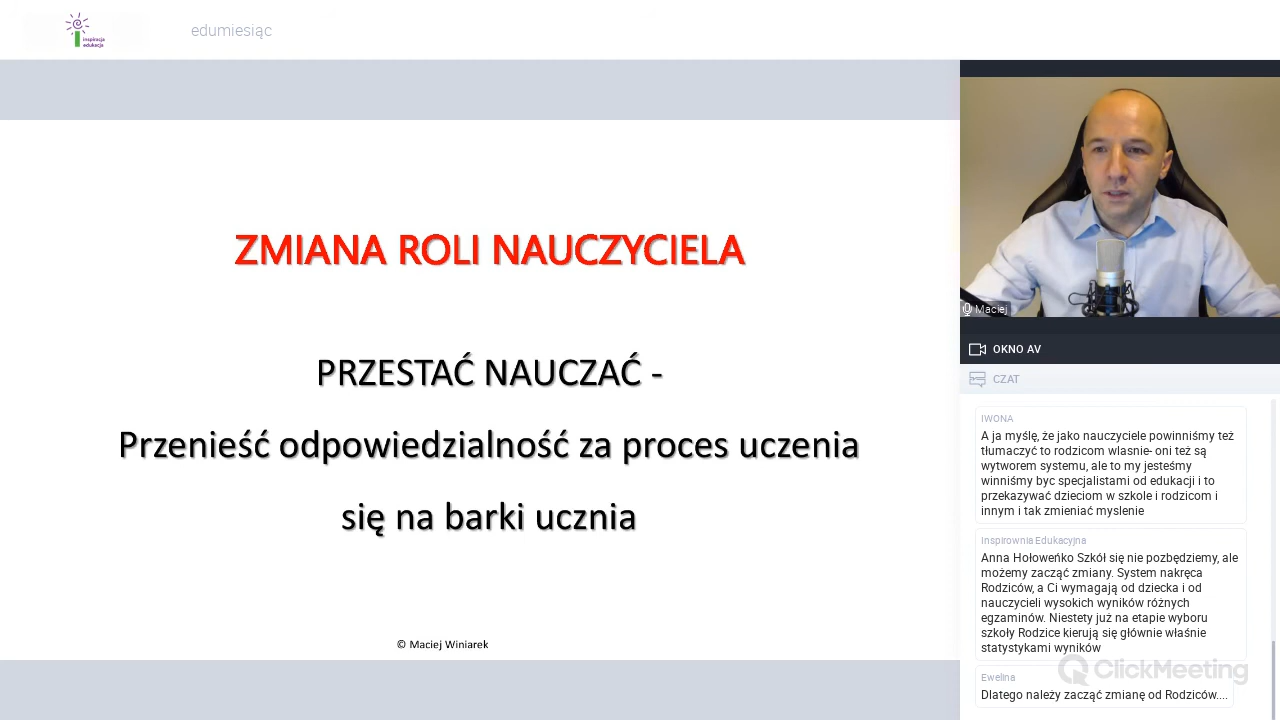 inspiracja
edukacja
edumiesiąc
ZMIANA ROLI NAUCZYCIELA
PRZESTAĆ NAUCZAĆ -
Przenieść odpowiedzialność za proces uczenia
się na barki ucznia
© Maciej Winiarek
Maciej
OKNO AV
CZAT
IWONA
A ja myślę, że jako nauczyciele powinniśmy też
tłumaczyć to rodzicom wlasnie- oni też są
wytworem systemu, ale to my jesteśmy
winniśmy byc specjalistami od edukacji i to
przekazywać dzieciom w szkole i rodzicom i
innym i tak zmieniać myslenie
Inspirownia Edukacyjna
Anna Hołoweńko Szkół się nie pozbędziemy, ale
możemy zacząć zmiany. System nakręca
Rodziców, a Ci wymagają od dziecka i od
nauczycieli wysokich wyników różnych
egzaminów. Niestety już na etapie wyboru
szkoły Rodzice kierują się głównie właśnie
statystykami wyników
ClickMeeting
Ewelina
Dlatego należy zacząć zmianę od Rodziców....